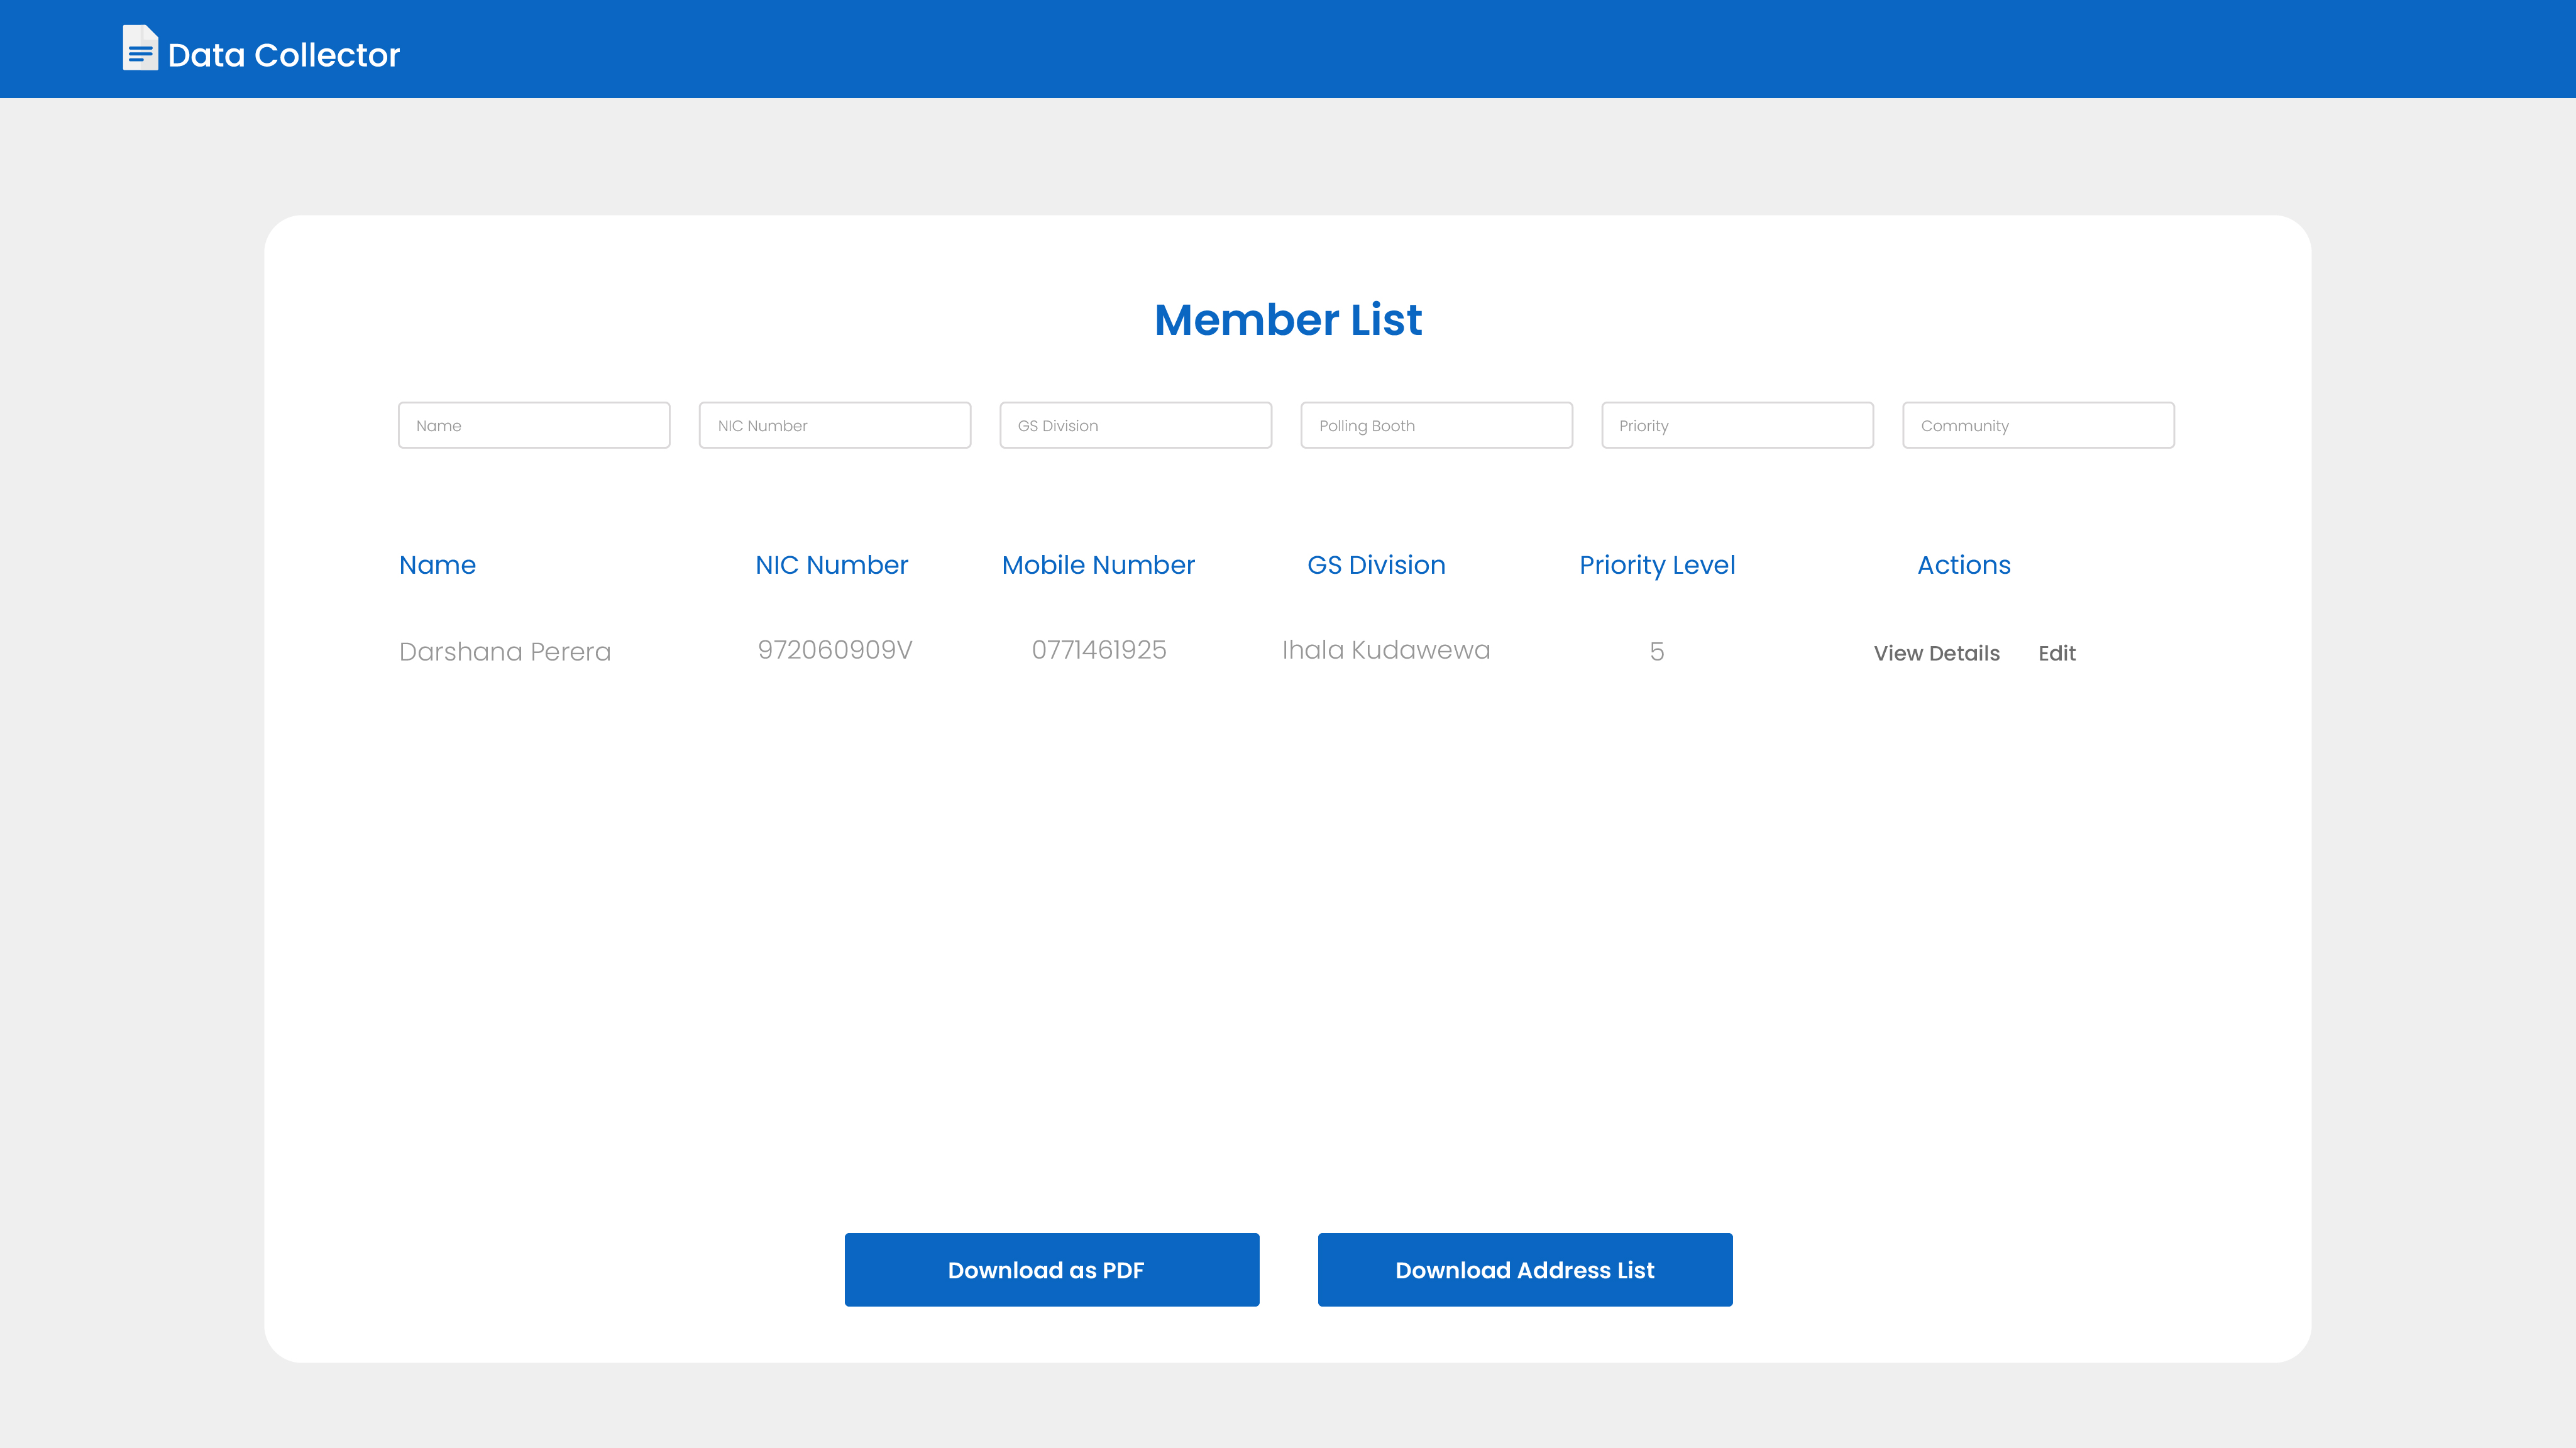 Data Collector
Member List
Name NIC Number GS Division Polling Booth Priority Community
Name NIC Number Mobile Number GS Division Priority Level Actions
Darshana Perera 972060909V 0771461925 Ihala Kudawewa 5 View Details Edit
Download as PDF Download Address List